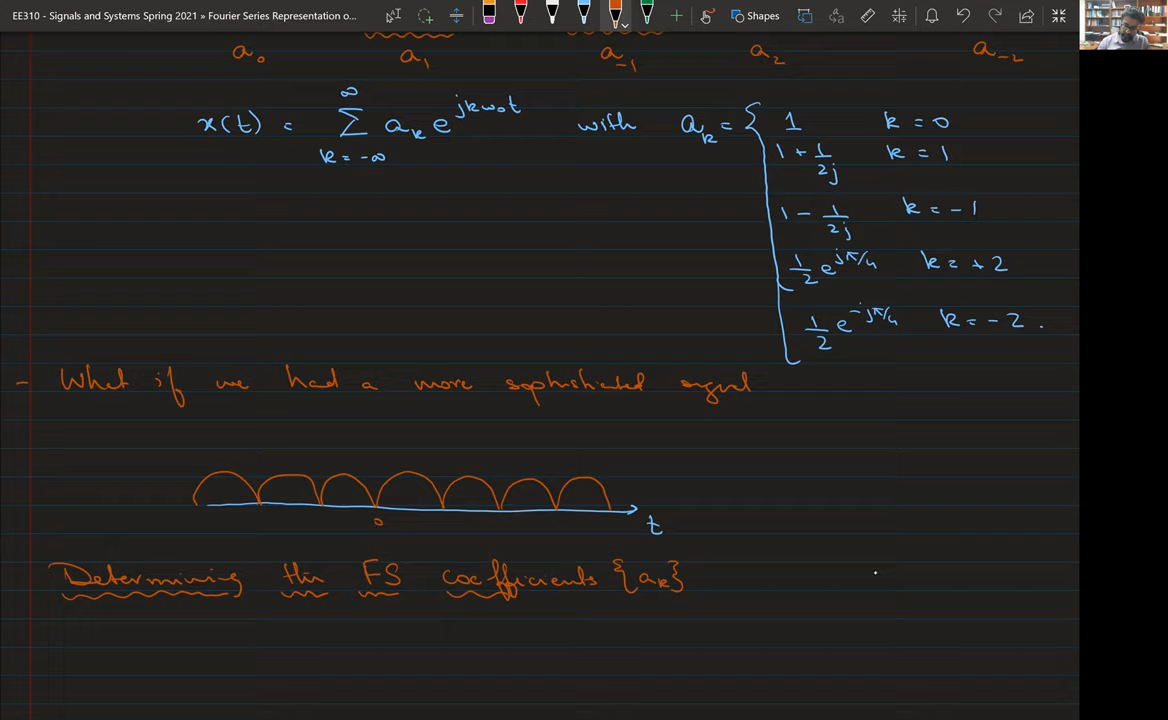 EE310 - Signals and Systems Spring 2021 » Fourier Series Representation o...
Shapes
a₀ a₁ a₋₁ a₂ a₋₂
x(t) = ∑_{k=-∞}^{∞} a_k e^{jkω₀t} with a_k = { 1 k = 0
1 + 1/2j k = 1
1 - 1/2j k = -1
1/2 e^{jπ/4} k = +2
1/2 e^{-jπ/4} k = -2 .
- What if we had a more sophisticated signal
0
t
Determining the FS coefficients {a_k}